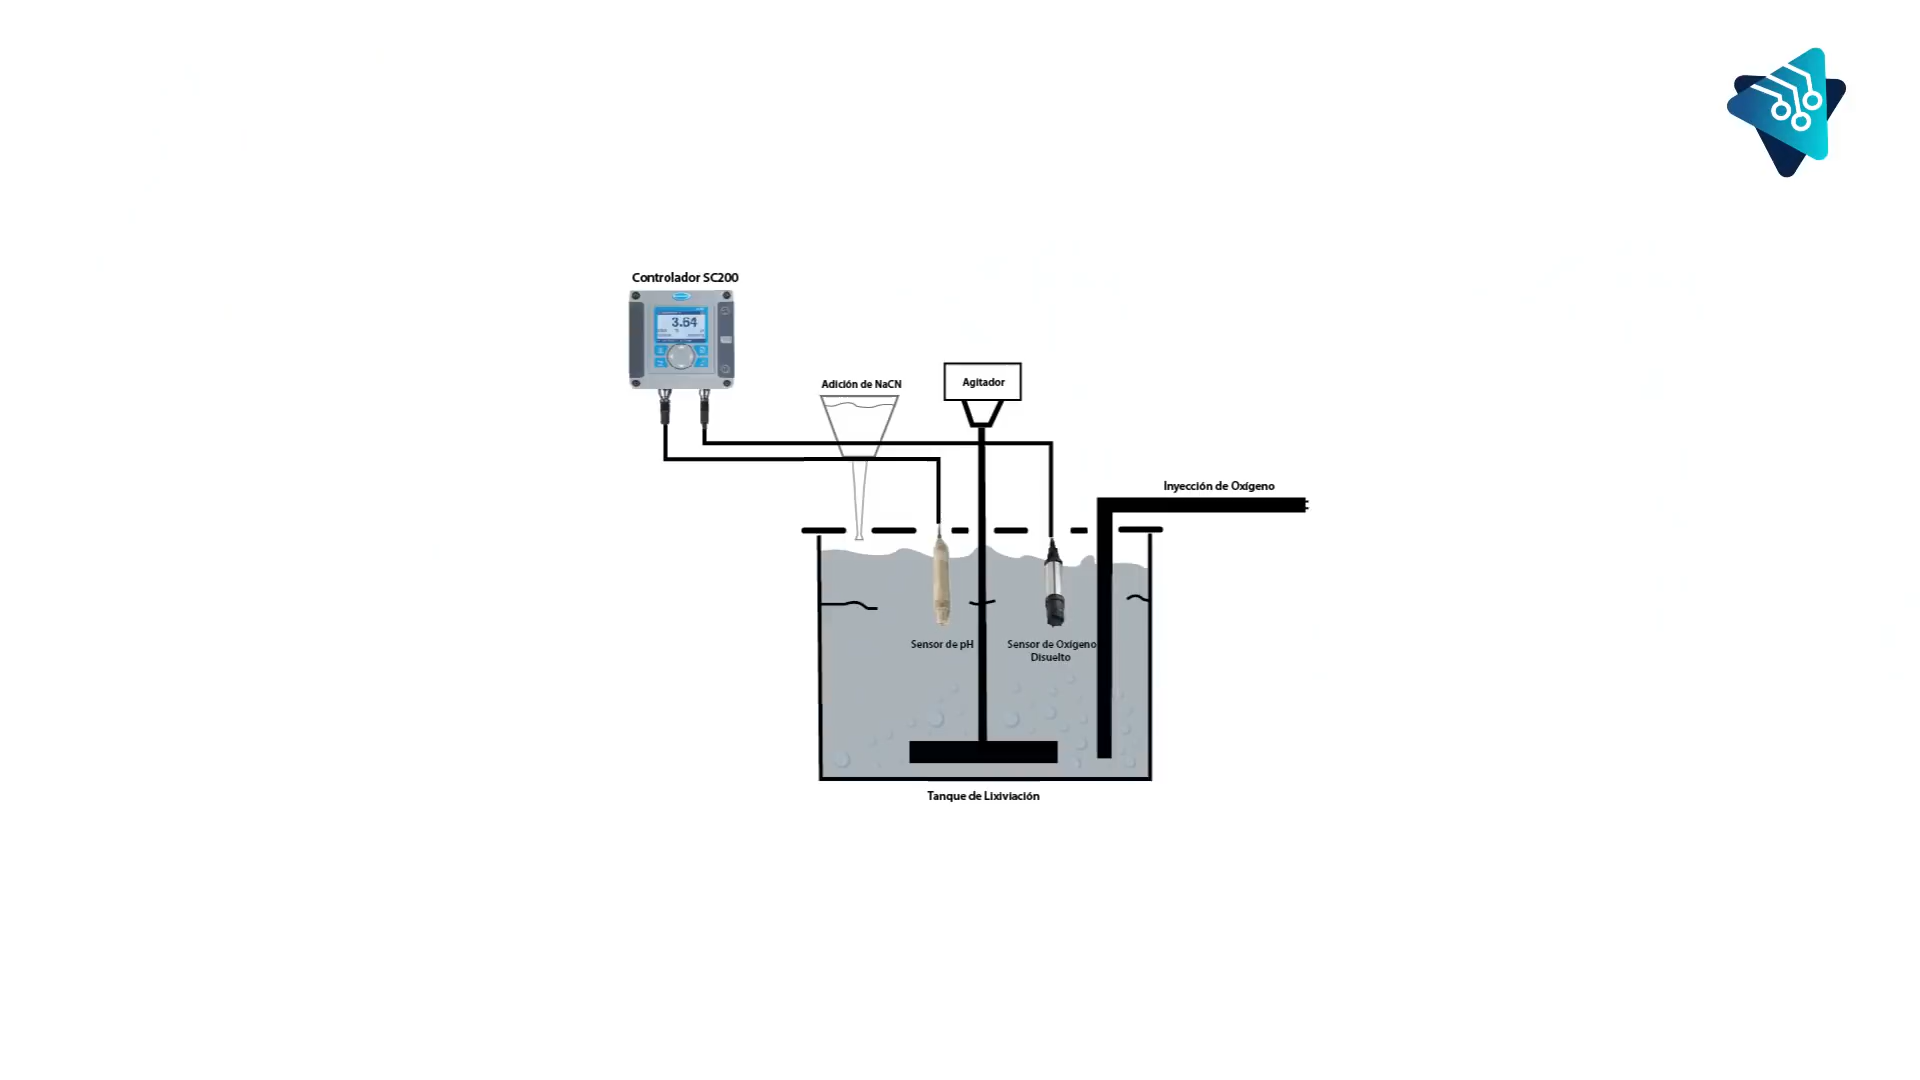 Controlador SC200
3.64
Adición de NaCN
Agitador
Inyección de Oxígeno
Sensor de pH
Sensor de Oxígeno
Disuelto
Tanque de Lixiviación